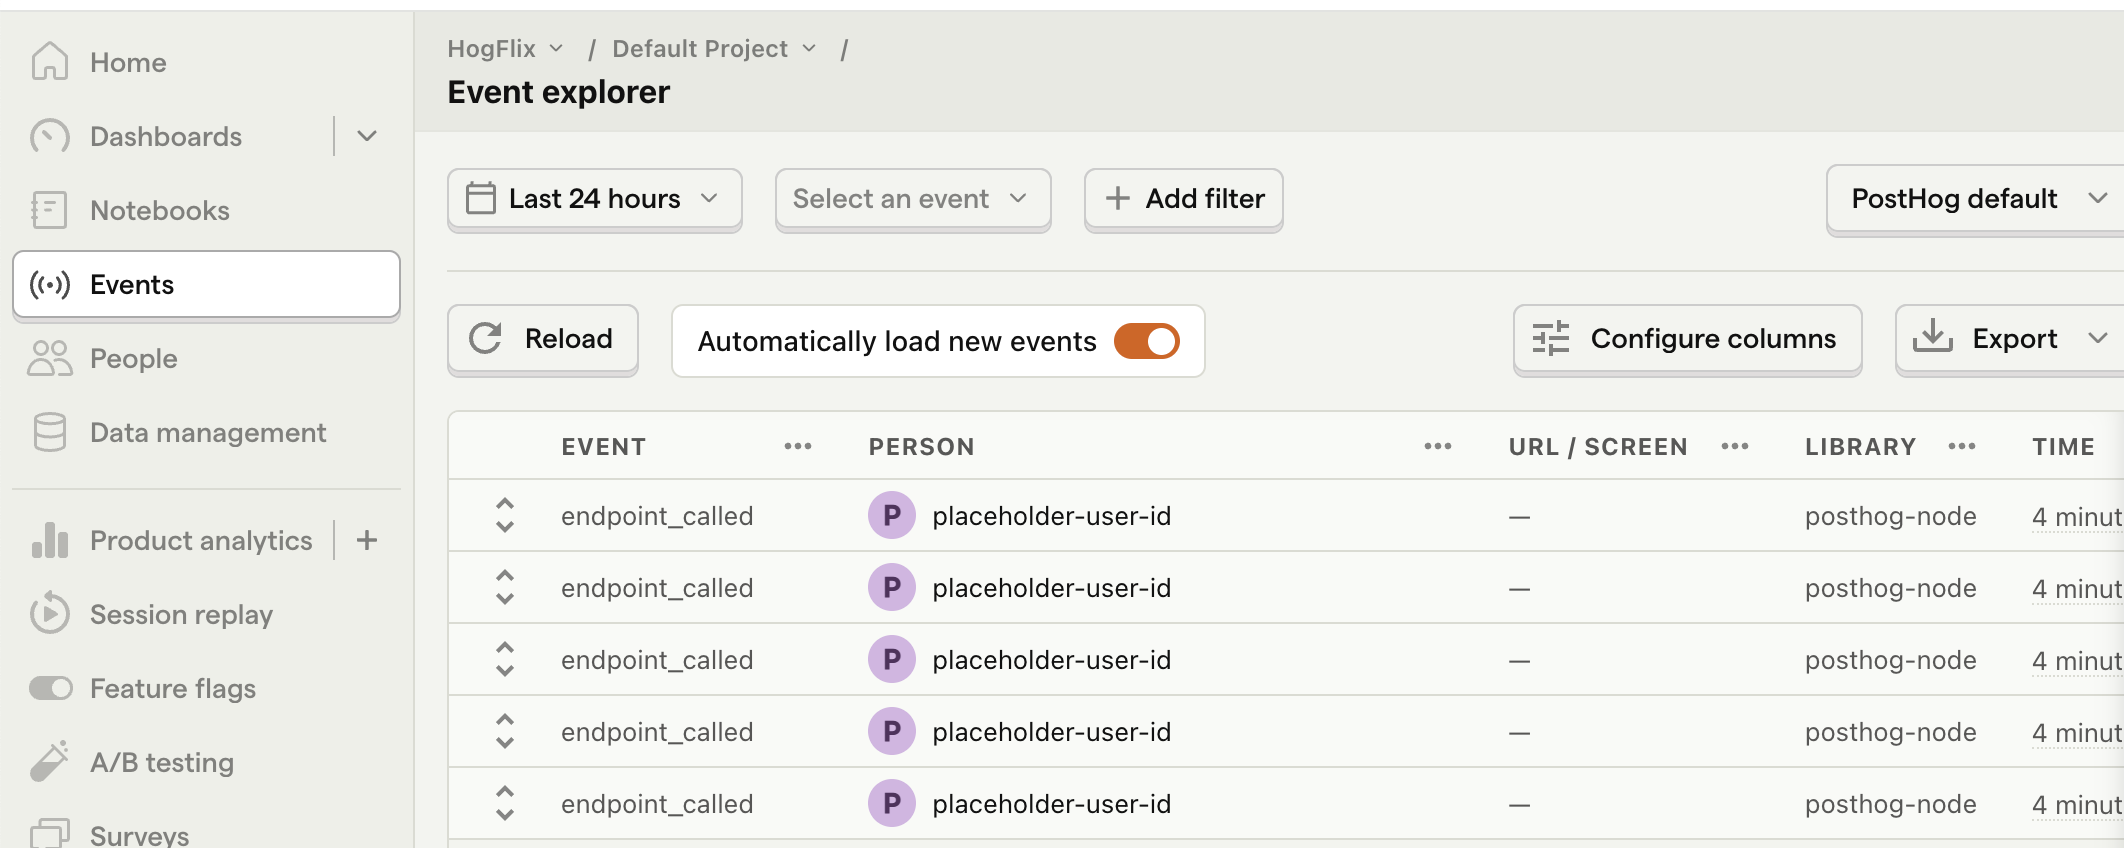 Home
Dashboards
Notebooks
Events
People
Data management
Product analytics
Session replay
Feature flags
A/B testing
Surveys
HogFlix / Default Project /
Event explorer
Last 24 hours Select an event + Add filter PostHog default
Reload Automatically load new events Configure columns Export
EVENT ••• PERSON ••• URL / SCREEN ••• LIBRARY ••• TIME
endpoint_called P placeholder-user-id — posthog-node 4 minut
endpoint_called P placeholder-user-id — posthog-node 4 minut
endpoint_called P placeholder-user-id — posthog-node 4 minut
endpoint_called P placeholder-user-id — posthog-node 4 minut
endpoint_called P placeholder-user-id — posthog-node 4 minut